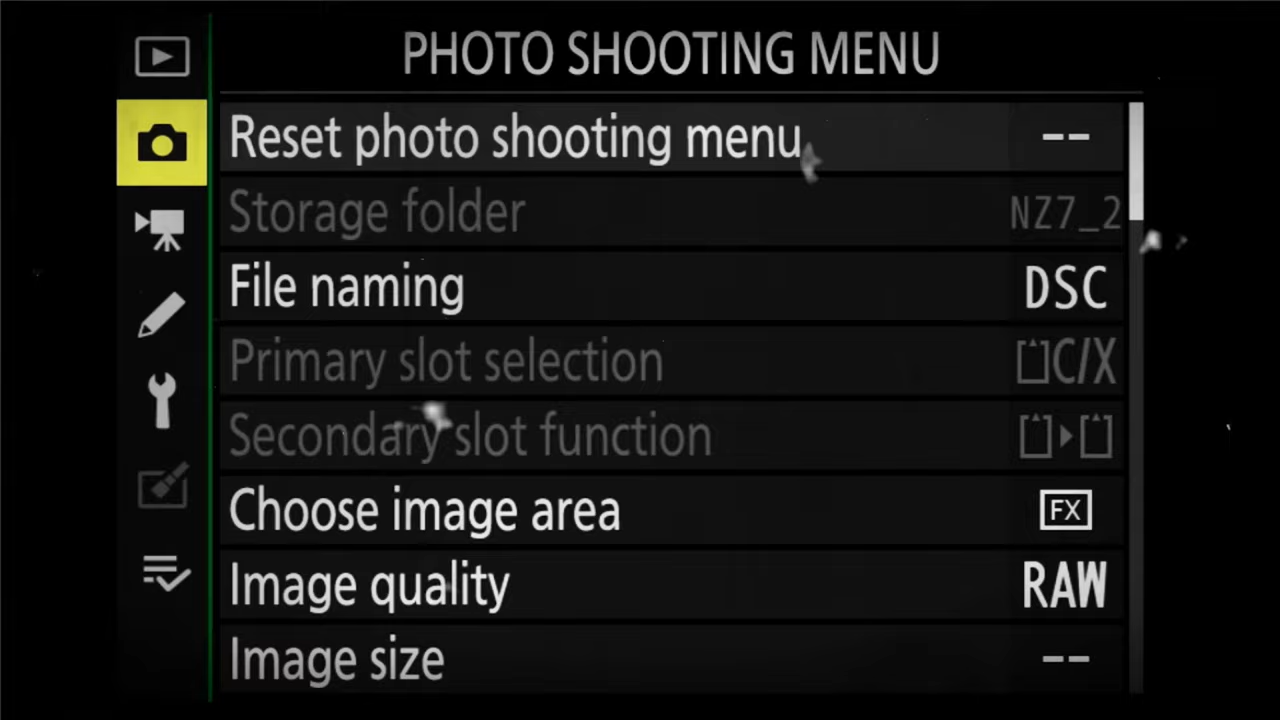 PHOTO SHOOTING MENU
Reset photo shooting menu --
Storage folder NZ7_2
File naming DSC
Primary slot selection C/X
Secondary slot function
Choose image area FX
Image quality RAW
Image size --